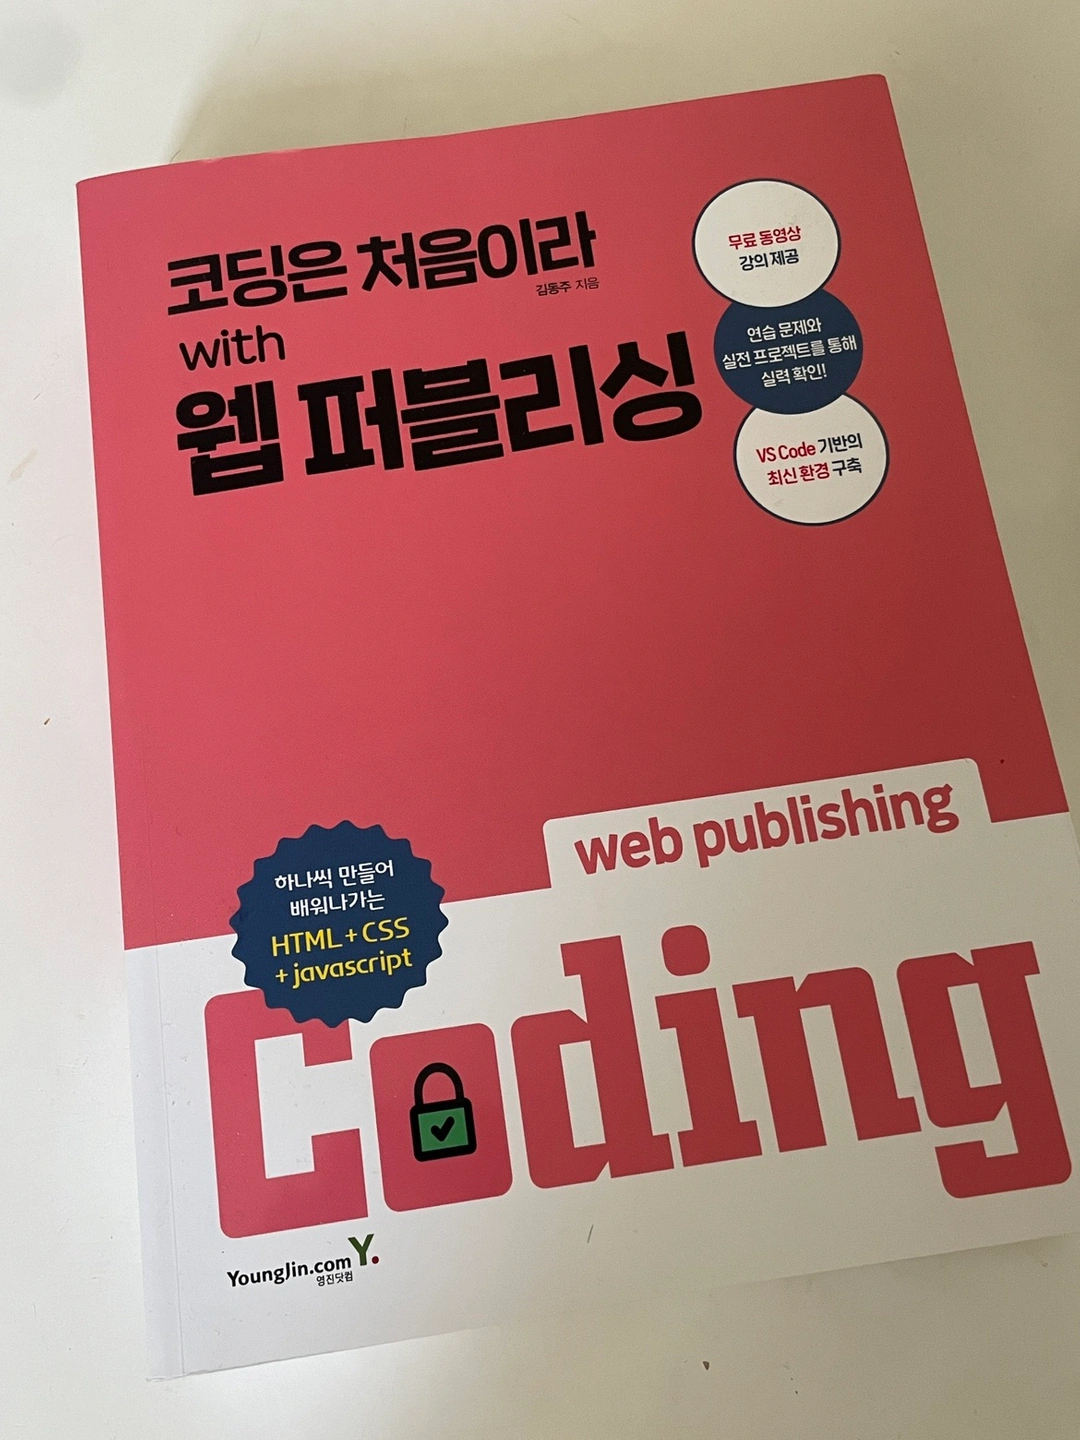 코딩은 처음이라
김동주 지음
with
웹 퍼블리싱
무료 동영상
강의 제공
연습 문제와
실전 프로젝트를 통해
실력 확인!
VS Code 기반의
최신 환경 구축
web publishing
하나씩 만들어
배워나가는
HTML + CSS
+ javascript
Coding
YoungJin.com Y.
영진닷컴